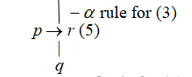 – α rule for (3)
p → r (5)
q